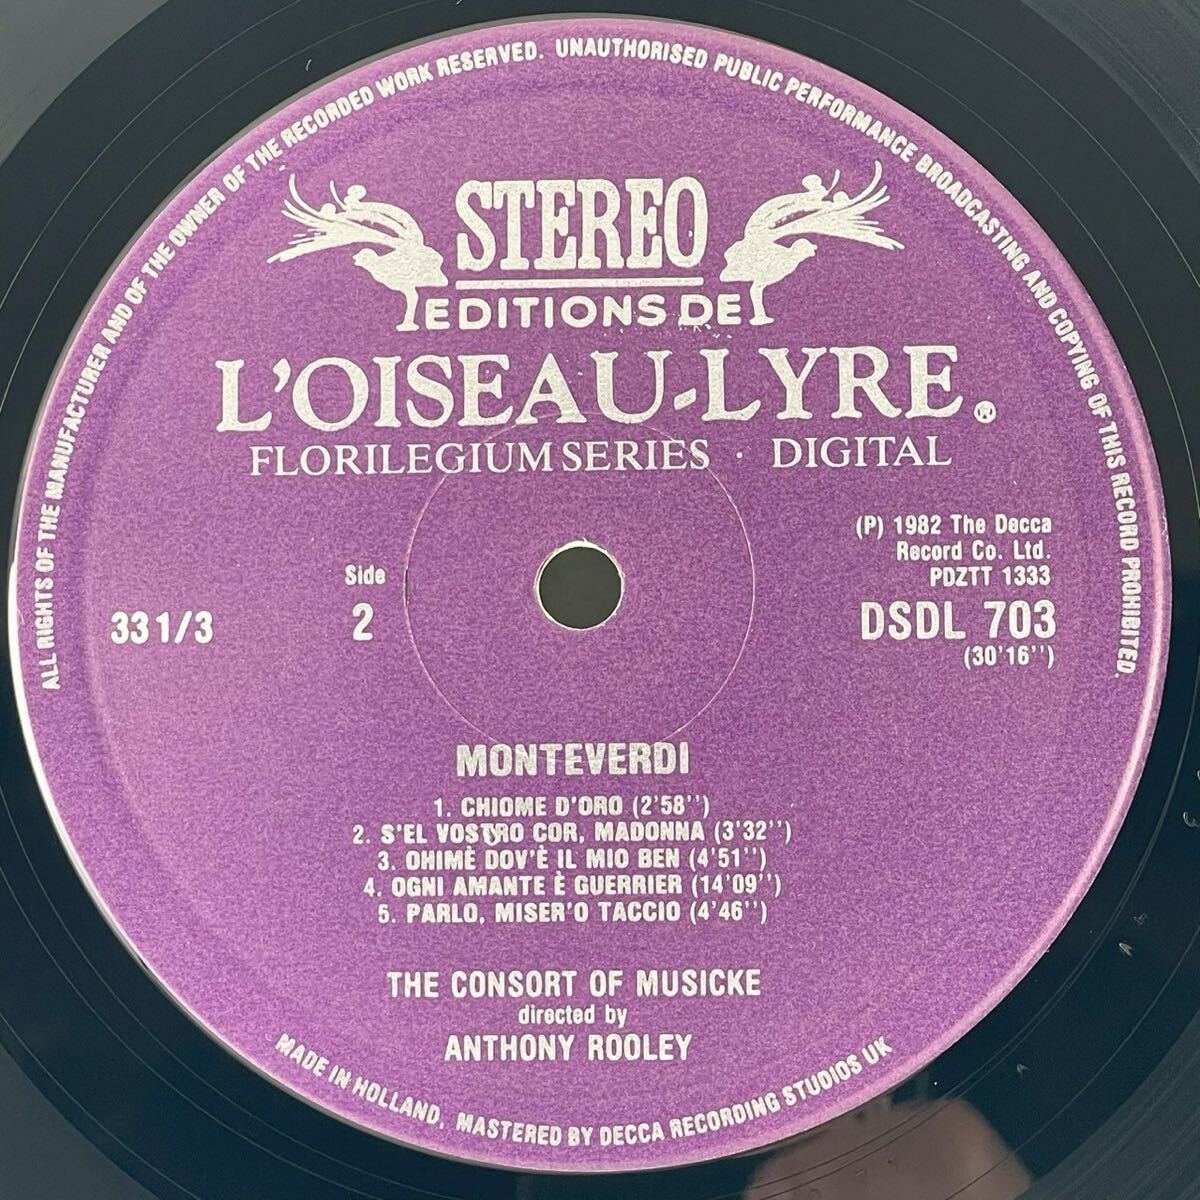 ALL RIGHTS OF THE MANUFACTURER AND OF THE OWNER OF THE RECORDED WORK RESERVED. UNAUTHORISED PUBLIC PERFORMANCE BROADCASTING AND COPYING OF THIS RECORD PROHIBITED.
STEREO
EDITIONS DE
L'OISEAU-LYRE®
FLORILEGIUM SERIES · DIGITAL
(P) 1982 The Decca
Record Co. Ltd.
PDZTT 1333
Side
33 1/3
2
DSDL 703
(30'16'')
MONTEVERDI
1. CHIOME D'ORO (2'58'')
2. S'EL VOSTRO COR, MADONNA (3'32'')
3. OHIMÈ DOV'È IL MIO BEN (4'51'')
4. OGNI AMANTE È GUERRIER (14'09'')
5. PARLO, MISER'O TACCIO (4'46'')
THE CONSORT OF MUSICKE
directed by
ANTHONY ROOLEY
MADE IN HOLLAND. MASTERED BY DECCA RECORDING STUDIOS UK